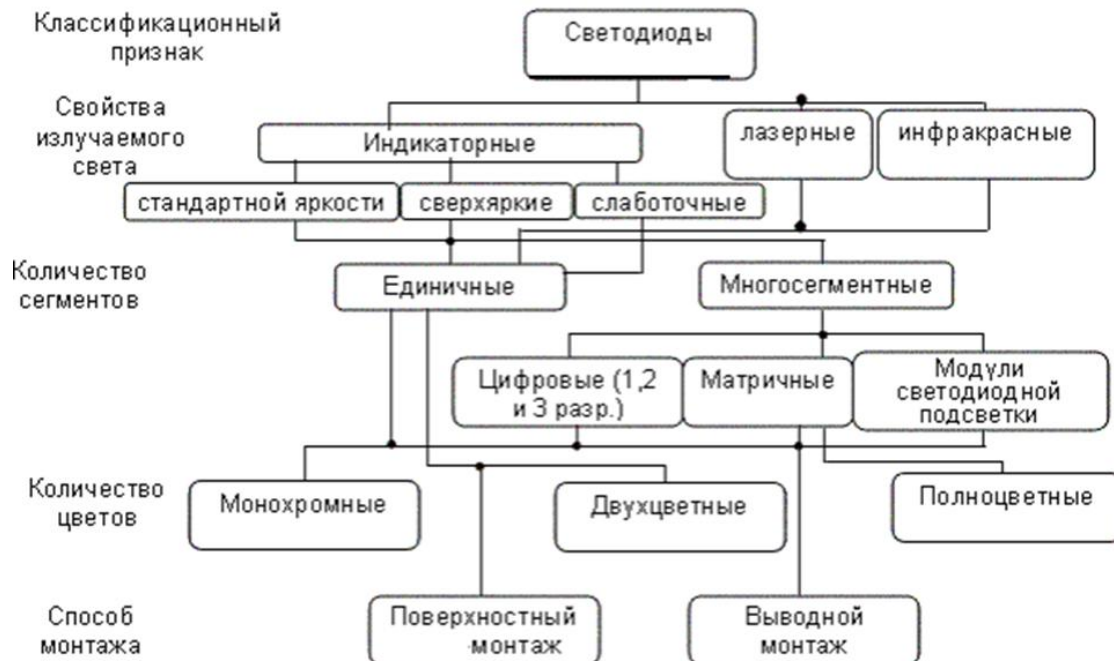 Классификационный
признак
Светодиоды
Свойства
излучаемого
света
Индикаторные
лазерные
инфракрасные
стандартной яркости
сверхяркие
слаботочные
Количество
сегментов
Единичные
Многосегментные
Цифровые (1,2
и 3 разр.)
Матричные
Модули
светодиодной
подсветки
Количество
цветов
Монохромные
Двухцветные
Полноцветные
Способ
монтажа
Поверхностный
монтаж
Выводной
монтаж